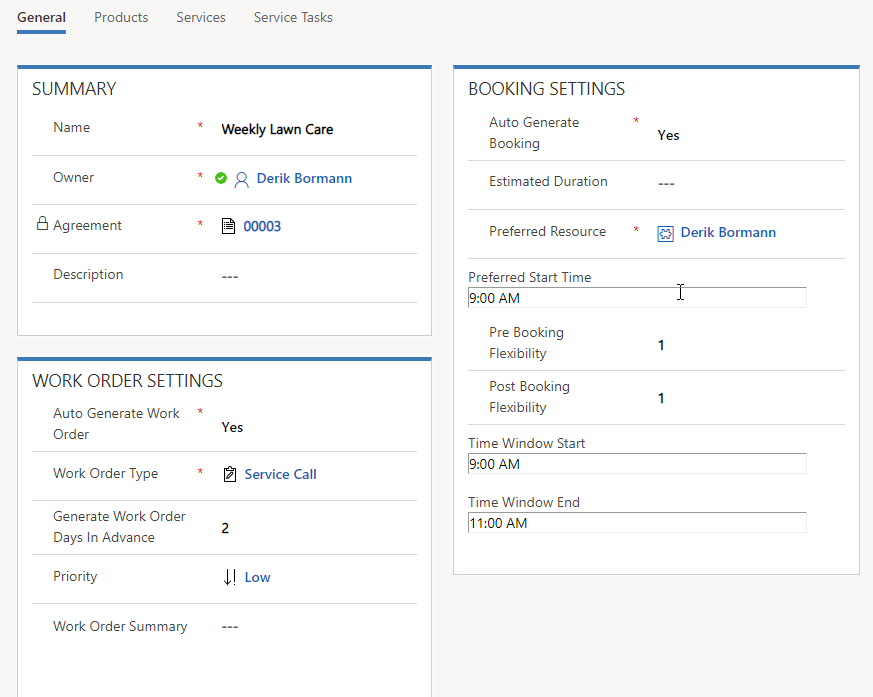 General Products Services Service Tasks
SUMMARY
Name * Weekly Lawn Care
Owner * Derik Bormann
Agreement * 00003
Description ---
WORK ORDER SETTINGS
Auto Generate Work
Order * Yes
Work Order Type * Service Call
Generate Work Order
Days In Advance 2
Priority Low
Work Order Summary ---
BOOKING SETTINGS
Auto Generate
Booking * Yes
Estimated Duration ---
Preferred Resource * Derik Bormann
Preferred Start Time
9:00 AM
Pre Booking
Flexibility 1
Post Booking
Flexibility 1
Time Window Start
9:00 AM
Time Window End
11:00 AM